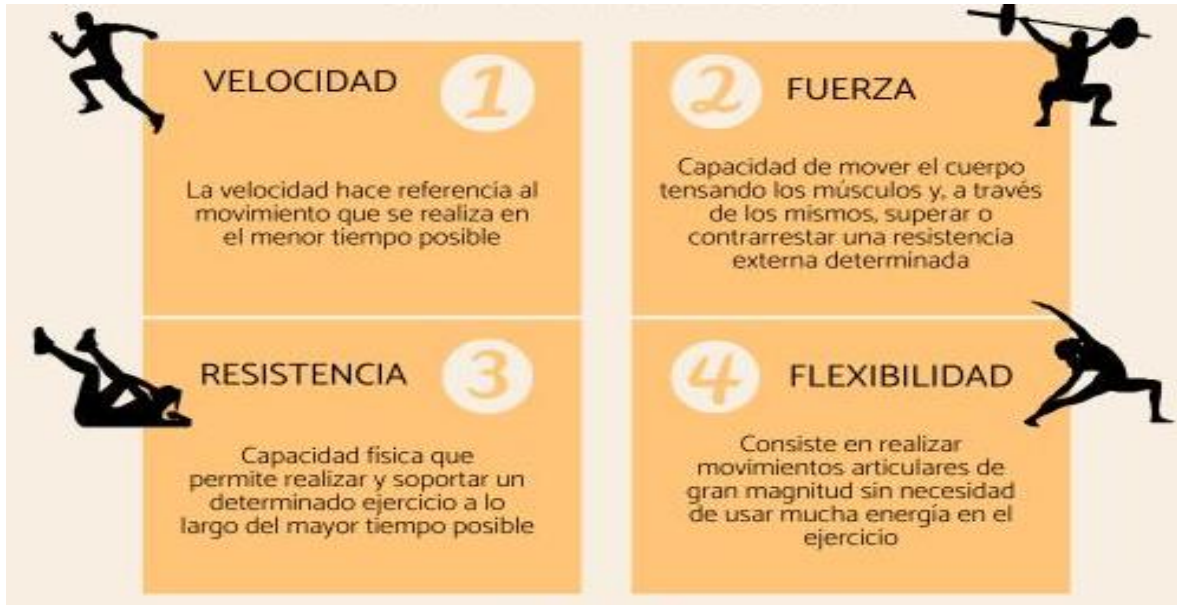 VELOCIDAD
1
La velocidad hace referencia al
movimiento que se realiza en
el menor tiempo posible
2
FUERZA
Capacidad de mover el cuerpo
tensando los músculos y, a través
de los mismos, superar o
contrarrestar una resistencia
externa determinada
RESISTENCIA
3
Capacidad física que
permite realizar y soportar un
determinado ejercicio a lo
largo del mayor tiempo posible
4
FLEXIBILIDAD
Consiste en realizar
movimientos articulares de
gran magnitud sin necesidad
de usar mucha energía en el
ejercicio